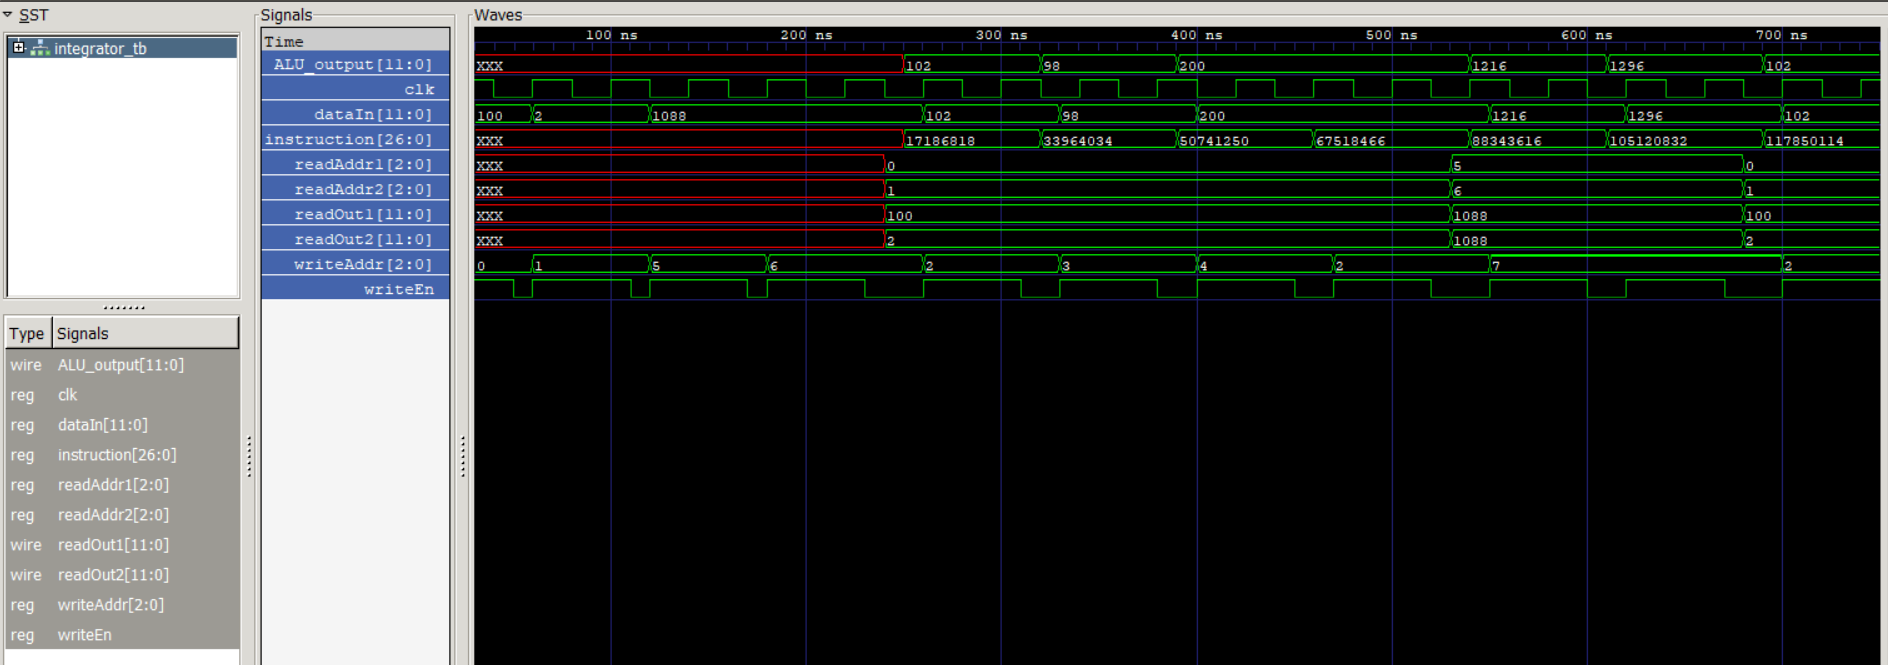 SST
integrator_tb
Type Signals
wire ALU_output[11:0]
reg clk
reg dataIn[11:0]
reg instruction[26:0]
reg readAddr1[2:0]
reg readAddr2[2:0]
wire readOut1[11:0]
wire readOut2[11:0]
reg writeAddr[2:0]
reg writeEn
Signals
Time
ALU_output[11:0]
clk
dataIn[11:0]
instruction[26:0]
readAddr1[2:0]
readAddr2[2:0]
readOut1[11:0]
readOut2[11:0]
writeAddr[2:0]
writeEn
Waves
100 ns 200 ns 300 ns 400 ns 500 ns 600 ns 700 ns
XXX 102 98 200 1216 1296 102
100 2 1088 102 98 200 1216 1296 102
XXX 17186818 33964034 50741250 67518466 88343616 105120832 117850114
XXX 0 5 0
XXX 1 6 1
XXX 100 1088 100
XXX 2 1088 2
0 1 5 6 2 3 4 2 7 2